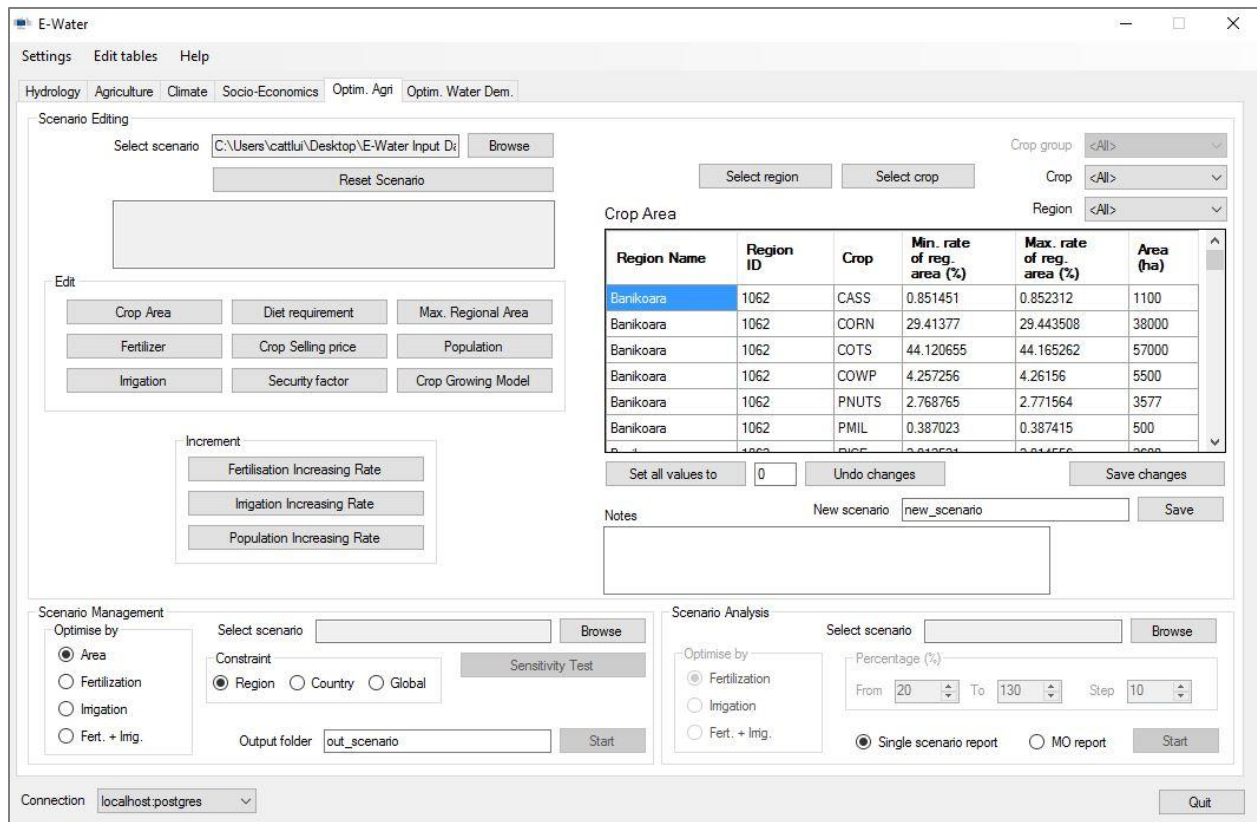 E-Water
Settings Edit tables Help
Hydrology Agriculture Climate Socio-Economics Optim. Agri Optim. Water Dem.
Scenario Editing
Select scenario C:\Users\cattlui\Desktop\E-Water Input Da Browse
Reset Scenario
Crop group <All>
Select region Select crop Crop <All>
Crop Area Region <All>
Region Name Region ID Crop Min. rate of reg. area (%) Max. rate of reg. area (%) Area (ha)
Banikoara 1062 CASS 0.851451 0.852312 1100
Banikoara 1062 CORN 29.41377 29.443508 38000
Banikoara 1062 COTS 44.120655 44.165262 57000
Banikoara 1062 COWP 4.257256 4.26156 5500
Banikoara 1062 PNUTS 2.768765 2.771564 3577
Banikoara 1062 PMIL 0.387023 0.387415 500
Edit
Crop Area Diet requirement Max. Regional Area
Fertilizer Crop Selling price Population
Irrigation Security factor Crop Growing Model
Increment
Fertilisation Increasing Rate
Irrigation Increasing Rate
Population Increasing Rate
Set all values to 0 Undo changes Save changes
Notes New scenario new_scenario Save
Scenario Management
Optimise by Select scenario Browse
Area
Fertilization
Irrigation
Fert. + Irrig.
Constraint
Region Country Global
Sensitivity Test
Output folder out_scenario Start
Scenario Analysis
Select scenario Browse
Optimise by
Fertilization
Irrigation
Fert. + Irrig.
Percentage (%)
From 20 To 130 Step 10
Single scenario report MO report Start
Connection localhost:postgres Quit